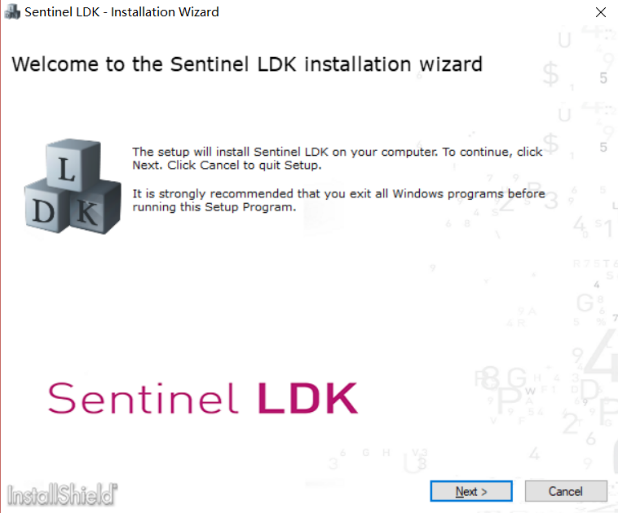 Sentinel LDK - Installation Wizard
Welcome to the Sentinel LDK installation wizard
L
D K
The setup will install Sentinel LDK on your computer. To continue, click
Next. Click Cancel to quit Setup.
It is strongly recommended that you exit all Windows programs before
running this Setup Program.
Sentinel LDK
InstallShield
Next >
Cancel